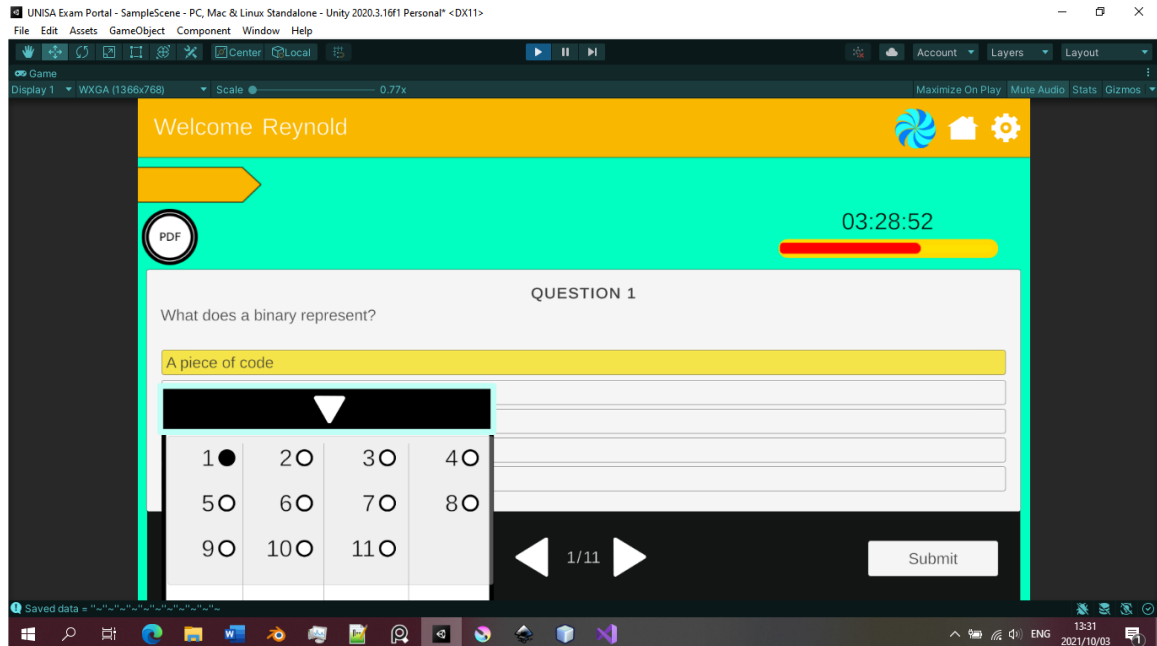 UNISA Exam Portal - SampleScene - PC, Mac & Linux Standalone - Unity 2020.3.16f1 Personal* <DX11>
File Edit Assets GameObject Component Window Help
Center Local Account Layers Layout
Game
Display 1 WXGA (1366x768) Scale 0.77x Maximize On Play Mute Audio Stats Gizmos
Welcome Reynold
03:28:52
PDF
QUESTION 1
What does a binary represent?
A piece of code
1 2 3 4
5 6 7 8
9 10 11
1/11
Submit
Saved data = "~"~"~"~"~"~"~"~"~"~"~
ENG
13:31
2021/10/03